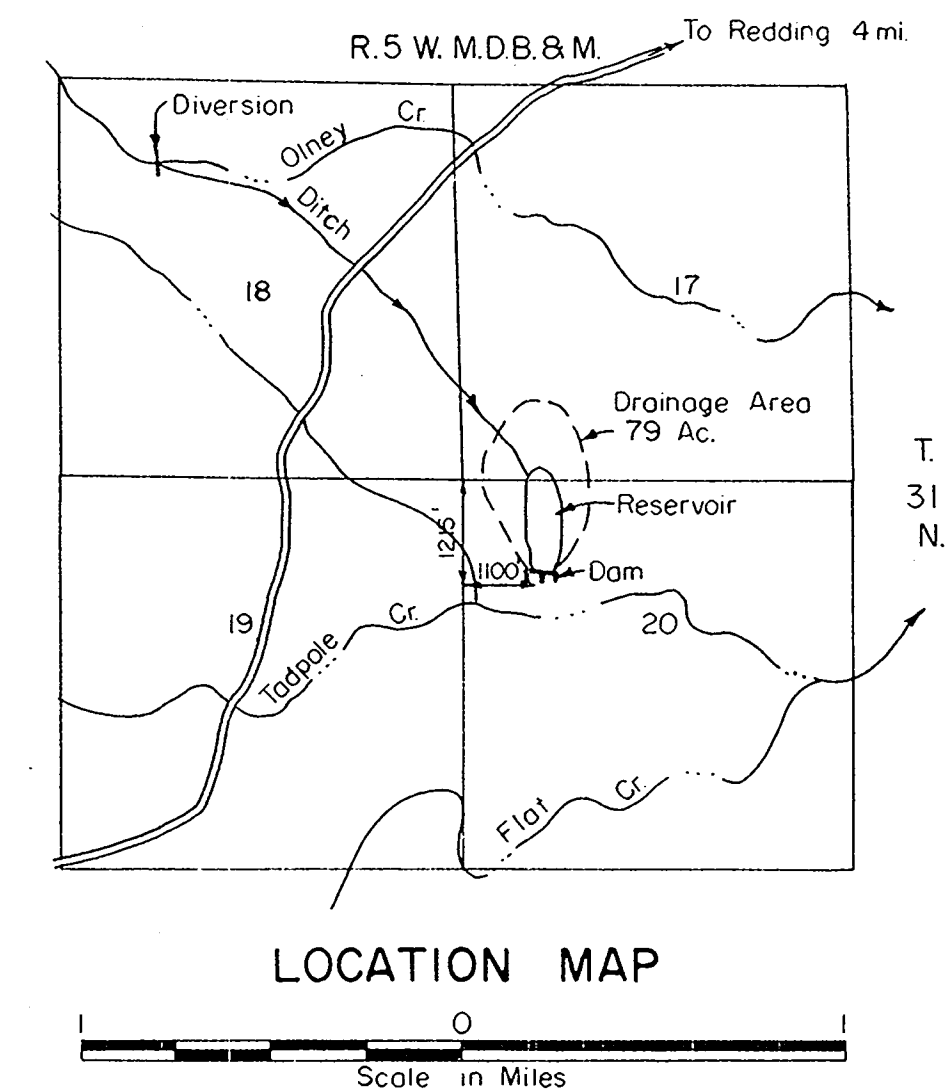 To Redding 4 mi.
R. 5 W. M.D.B. & M.
Diversion
Olney Cr.
Ditch
18
17
Drainage Area
79 Ac.
T.
31
N.
Reservoir
1215'
1100'
Dam
19
Tadpole Cr.
20
Flat Cr.
LOCATION MAP
1 0 1
Scale in Miles